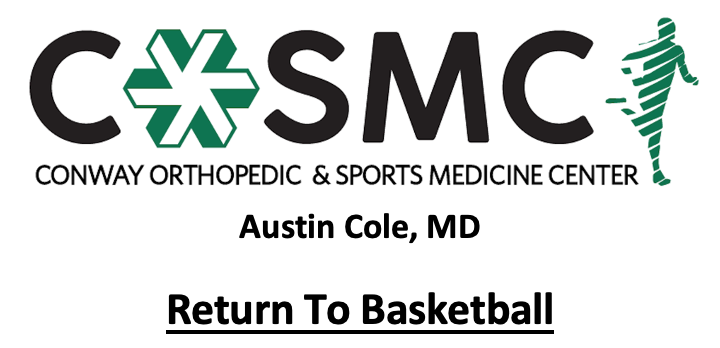 COSMC
CONWAY ORTHOPEDIC & SPORTS MEDICINE CENTER
Austin Cole, MD
Return To Basketball